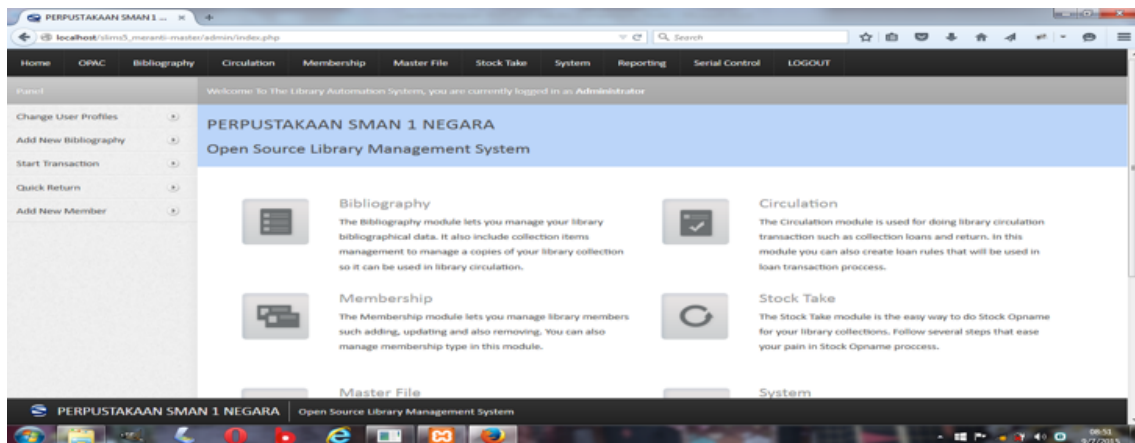 PERPUSTAKAAN SMAN 1 ...
localhost/slims5_meranti-master/admin/index.php
Search
Home OPAC Bibliography Circulation Membership Master File Stock Take System Reporting Serial Control LOGOUT
Panel
Welcome To The Library Automation System, you are currently logged in as Administrator
Change User Profiles
Add New Bibliography
Start Transaction
Quick Return
Add New Member
PERPUSTAKAAN SMAN 1 NEGARA
Open Source Library Management System
Bibliography
The Bibliography module lets you manage your library
bibliographical data. It also include collection items
management to manage a copies of your library collection
so it can be used in library circulation.
Circulation
The Circulation module is used for doing library circulation
transaction such as collection loans and return. In this
module you can also create loan rules that will be used in
loan transaction proccess.
Membership
The Membership module lets you manage library members
such adding, updating and also removing. You can also
manage membership type in this module.
Stock Take
The Stock Take module is the easy way to do Stock Opname
for your library collections. Follow several steps that ease
your pain in Stock Opname proccess.
Master File
System
PERPUSTAKAAN SMAN 1 NEGARA Open Source Library Management System
08:51
9/7/2015